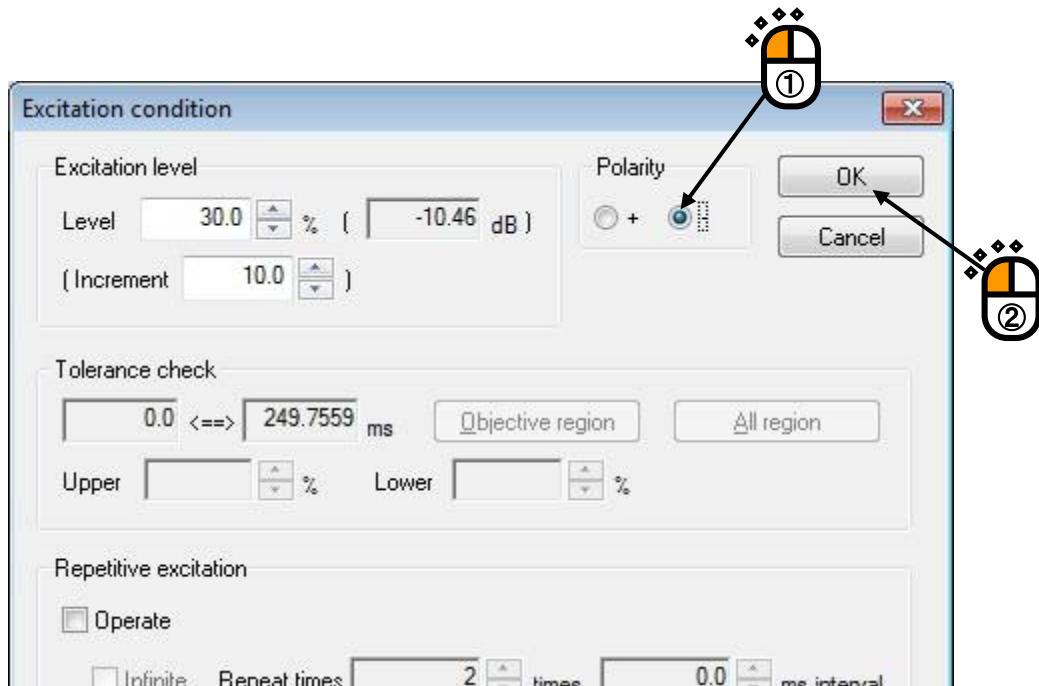 ①
Excitation condition
Excitation level
Level 30.0 % ( -10.46 dB )
( Increment 10.0 )
Polarity
+ -
OK
Cancel
②
Tolerance check
0.0 <==> 249.7559 ms Objective region All region
Upper % Lower %
Repetitive excitation
Operate
Infinite Repeat times 2 times 0.0 ms interval